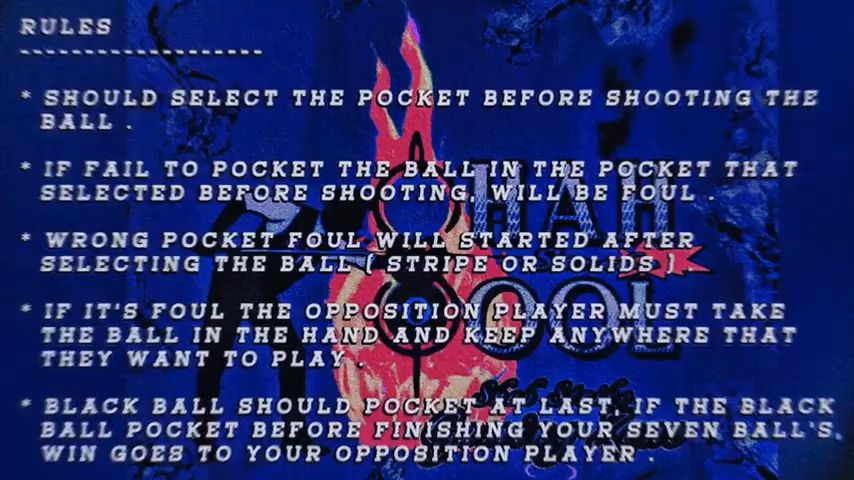 RULES
-------------------
* SHOULD SELECT THE POCKET BEFORE SHOOTING THE
BALL .
* IF FAIL TO POCKET THE BALL IN THE POCKET THAT
SELECTED BEFORE SHOOTING, WILL BE FOUL .
* WRONG POCKET FOUL WILL STARTED AFTER
SELECTING THE BALL ( STRIPE OR SOLIDS ) .
* IF IT'S FOUL THE OPPOSITION PLAYER MUST TAKE
THE BALL IN THE HAND AND KEEP ANYWHERE THAT
THEY WANT TO PLAY .
* BLACK BALL SHOULD POCKET AT LAST, IF THE BLACK
BALL POCKET BEFORE FINISHING YOUR SEVEN BALL'S,
WIN GOES TO YOUR OPPOSITION PLAYER .
HAH
OOL